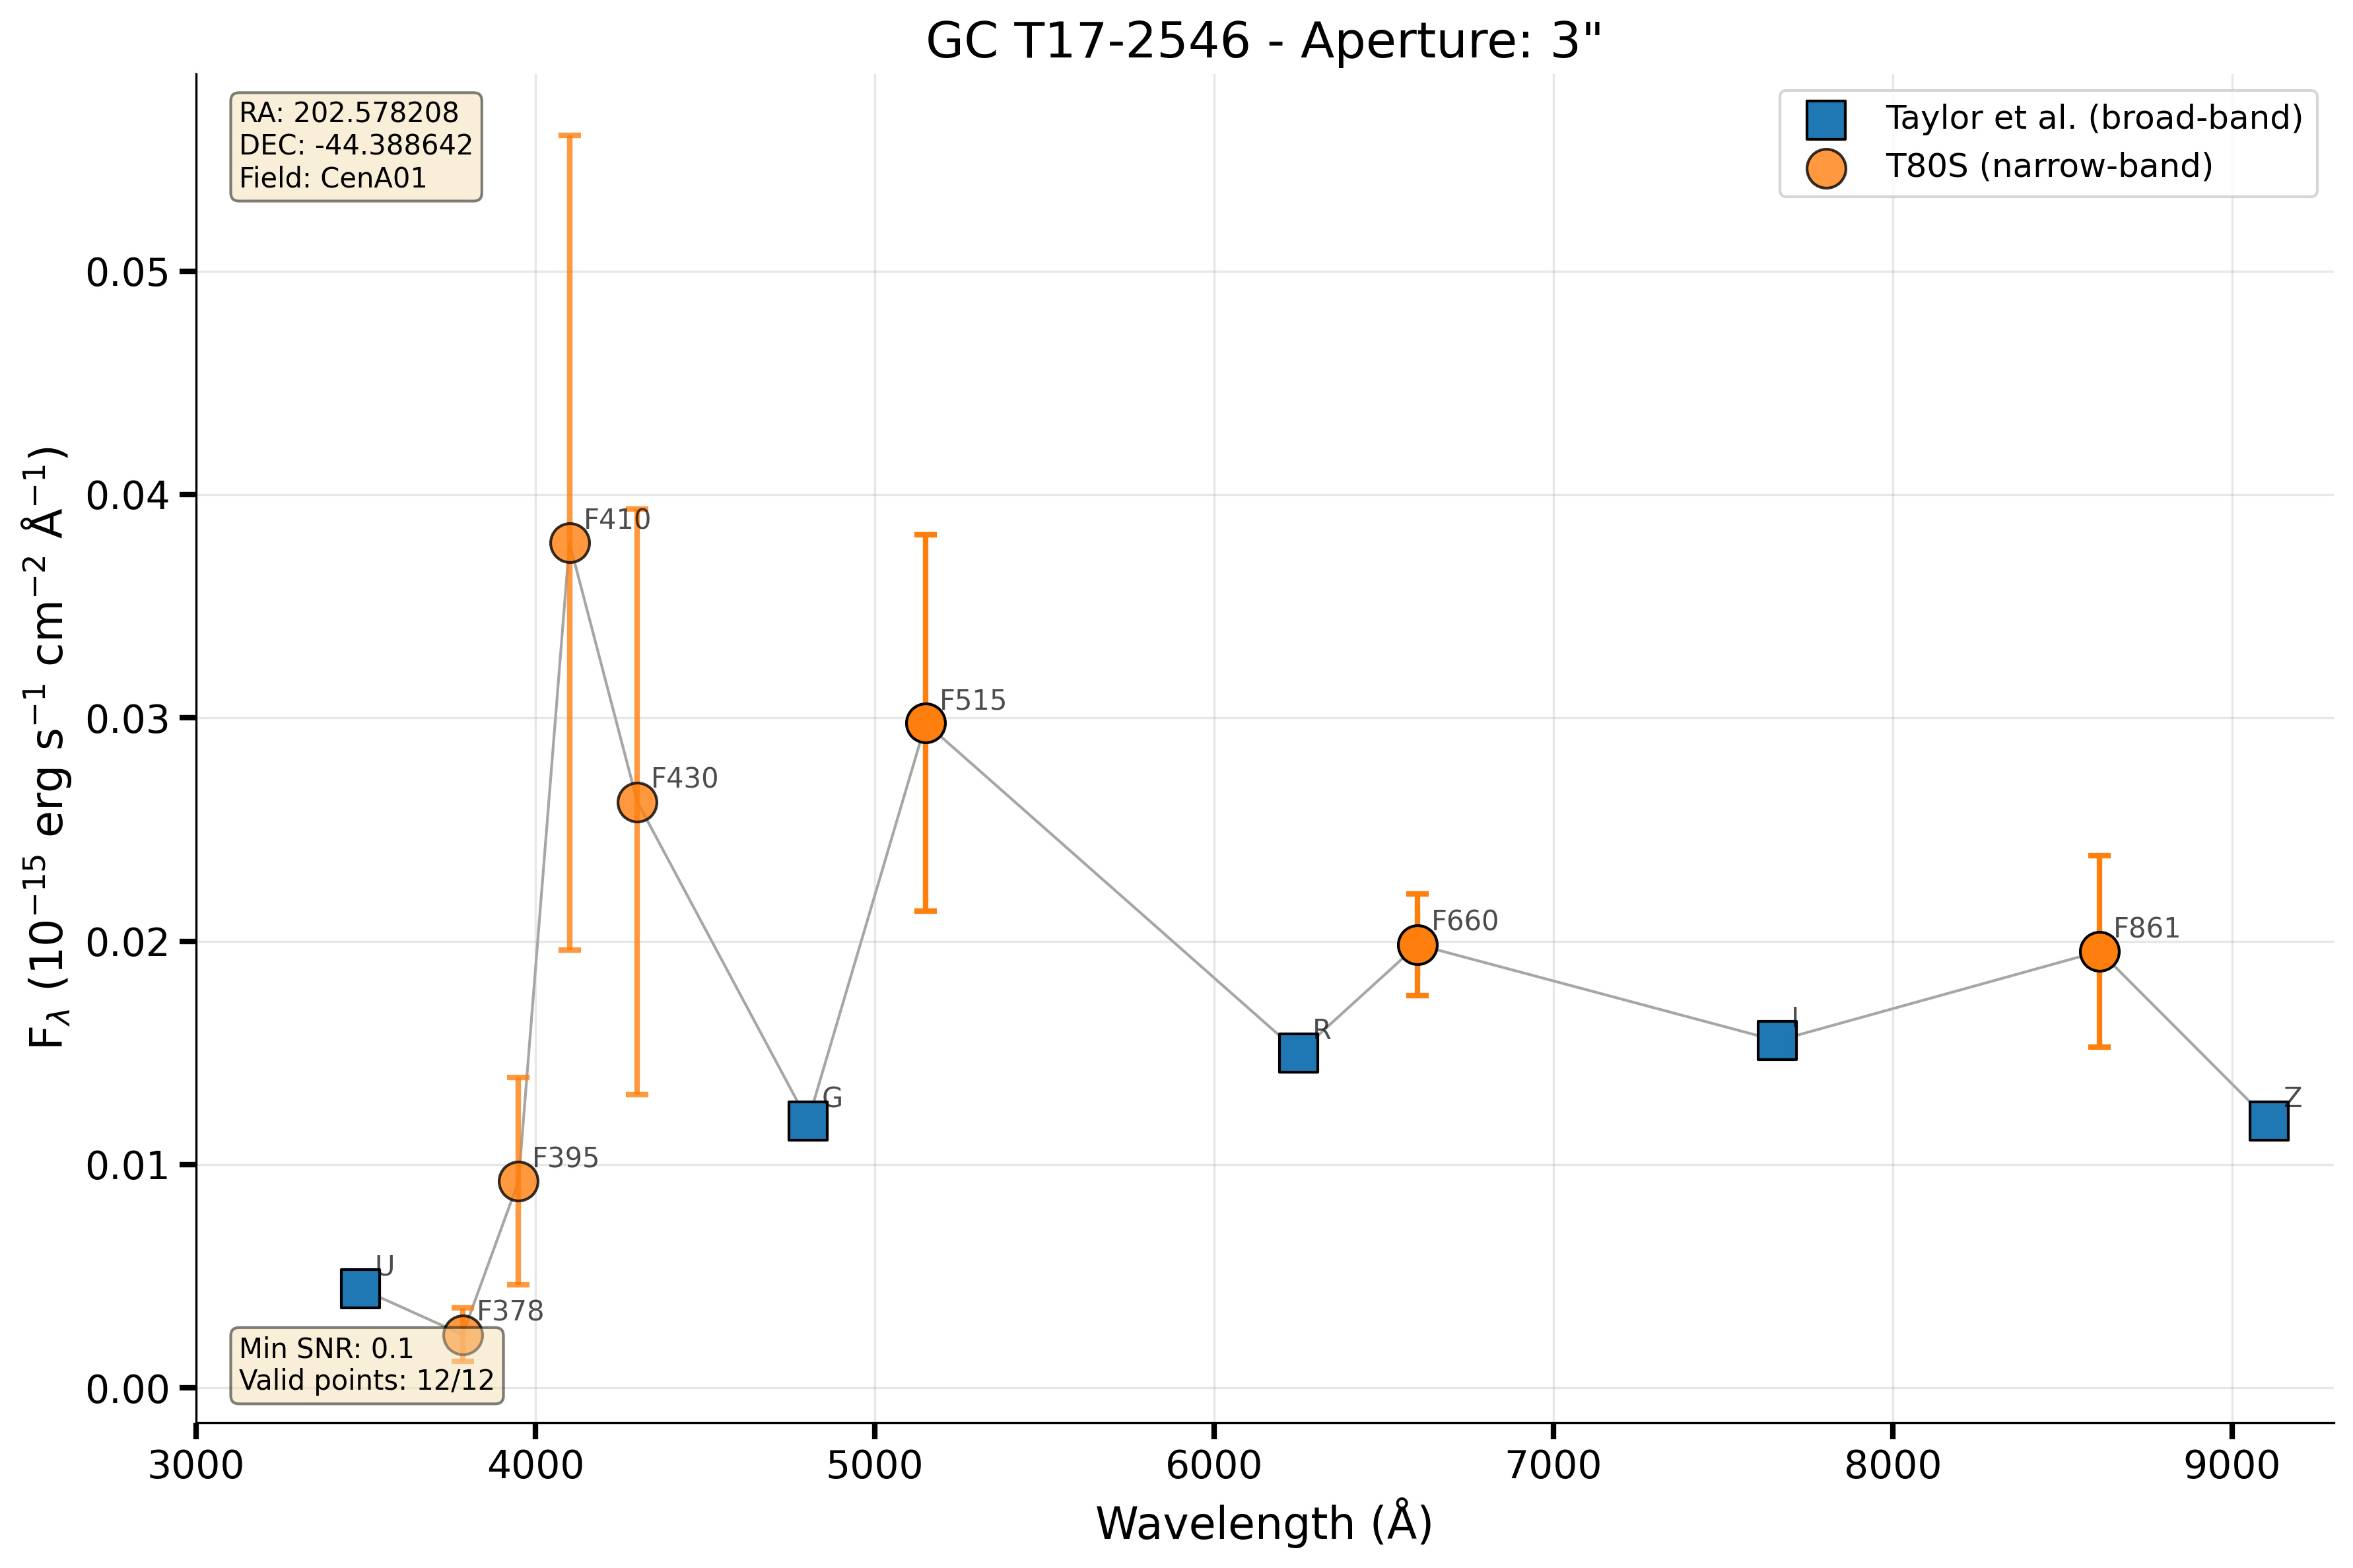 GC T17-2546 - Aperture: 3"
RA: 202.578208
DEC: -44.388642
Field: CenA01
Taylor et al. (broad-band)
T80S (narrow-band)
0.05
0.04
0.03
0.02
0.01
0.00
F_λ (10⁻¹⁵ erg s⁻¹ cm⁻² Å⁻¹)
F410
F430
F515
F660
F861
R
I
G
Z
F395
U
F378
Min SNR: 0.1
Valid points: 12/12
3000
4000
5000
6000
7000
8000
9000
Wavelength (Å)